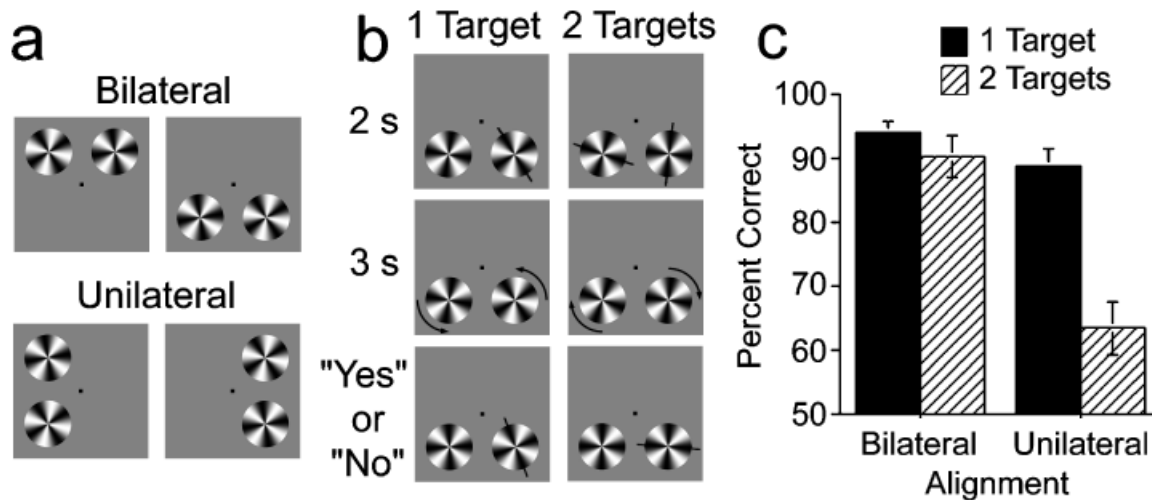 a
Bilateral
Unilateral
b
1 Target 2 Targets
2 s
3 s
"Yes"
or
"No"
c
1 Target
2 Targets
Percent Correct
100
90
80
70
60
50
Bilateral Unilateral
Alignment